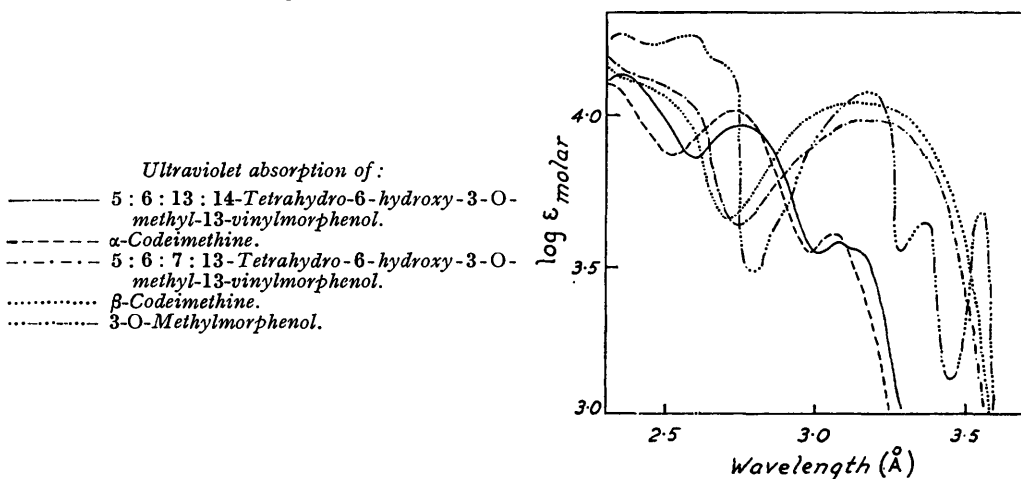 Ultraviolet absorption of:
5:6:13:14-Tetrahydro-6-hydroxy-3-O-
methyl-13-vinylmorphenol.
α-Codeimethine.
5:6:7:13-Tetrahydro-6-hydroxy-3-O-
methyl-13-vinylmorphenol.
β-Codeimethine.
3-O-Methylmorphenol.
log ε molar
4.0
3.5
3.0
2.5 3.0 3.5
Wavelength (Å)